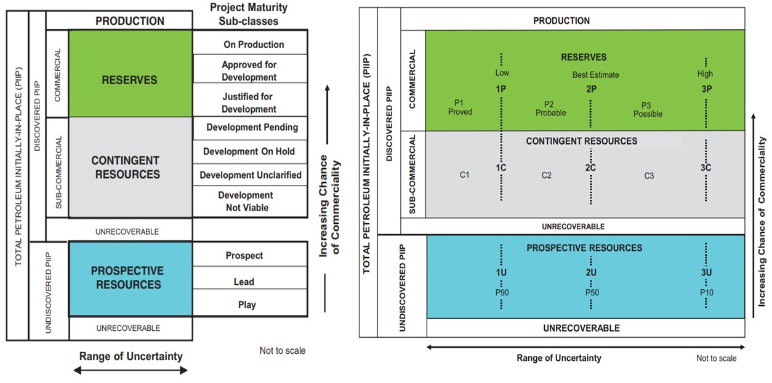 PRODUCTION
Project Maturity
Sub-classes
TOTAL PETROLEUM INITIALLY-IN-PLACE (PIIP)
DISCOVERED PIIP
COMMERCIAL
RESERVES
On Production
Approved for
Development
Justified for
Development
SUB-COMMERCIAL
CONTINGENT
RESOURCES
Development Pending
Development On Hold
Development Unclarified
Development
Not Viable
UNRECOVERABLE
UNDISCOVERED PIIP
PROSPECTIVE
RESOURCES
Prospect
Lead
Play
UNRECOVERABLE
Increasing Chance
of Commerciality
Range of Uncertainty
Not to scale
PRODUCTION
TOTAL PETROLEUM INITIALLY-IN-PLACE (PIIP)
DISCOVERED PIIP
COMMERCIAL
RESERVES
Low
Best Estimate
High
1P
2P
3P
P1
Proved
P2
Probable
P3
Possible
SUB-COMMERCIAL
CONTINGENT RESOURCES
C1
1C
C2
2C
C3
3C
UNRECOVERABLE
UNDISCOVERED PIIP
PROSPECTIVE RESOURCES
1U
2U
3U
P90
P50
P10
UNRECOVERABLE
Increasing Chance of Commerciality
Range of Uncertainty
Not to scale